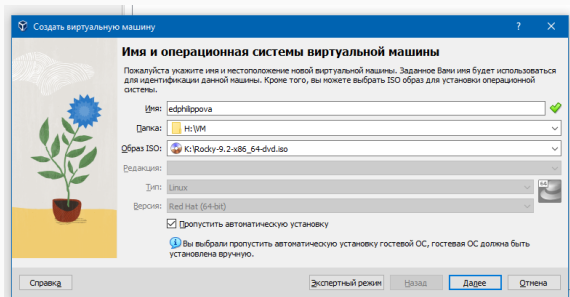 Создать виртуальную машину
? ×
Имя и операционная системы виртуальной машины
Пожалуйста укажите имя и местоположение новой виртуальной машины. Заданное Вами имя будет использоваться
для идентификации данной машины. Кроме того, вы можете выбрать ISO образ для установки операционной
системы.
Имя: edphilippova
Папка: H:\VM
Образ ISO: K:\Rocky-9.2-x86_64-dvd.iso
Редакция:
Тип: Linux
Версия: Red Hat (64-bit)
64
Пропустить автоматическую установку
Вы выбрали пропустить автоматическую установку гостевой ОС, гостевая ОС должна быть
установлена вручную.
Справка Экспертный режим Назад Далее Отмена